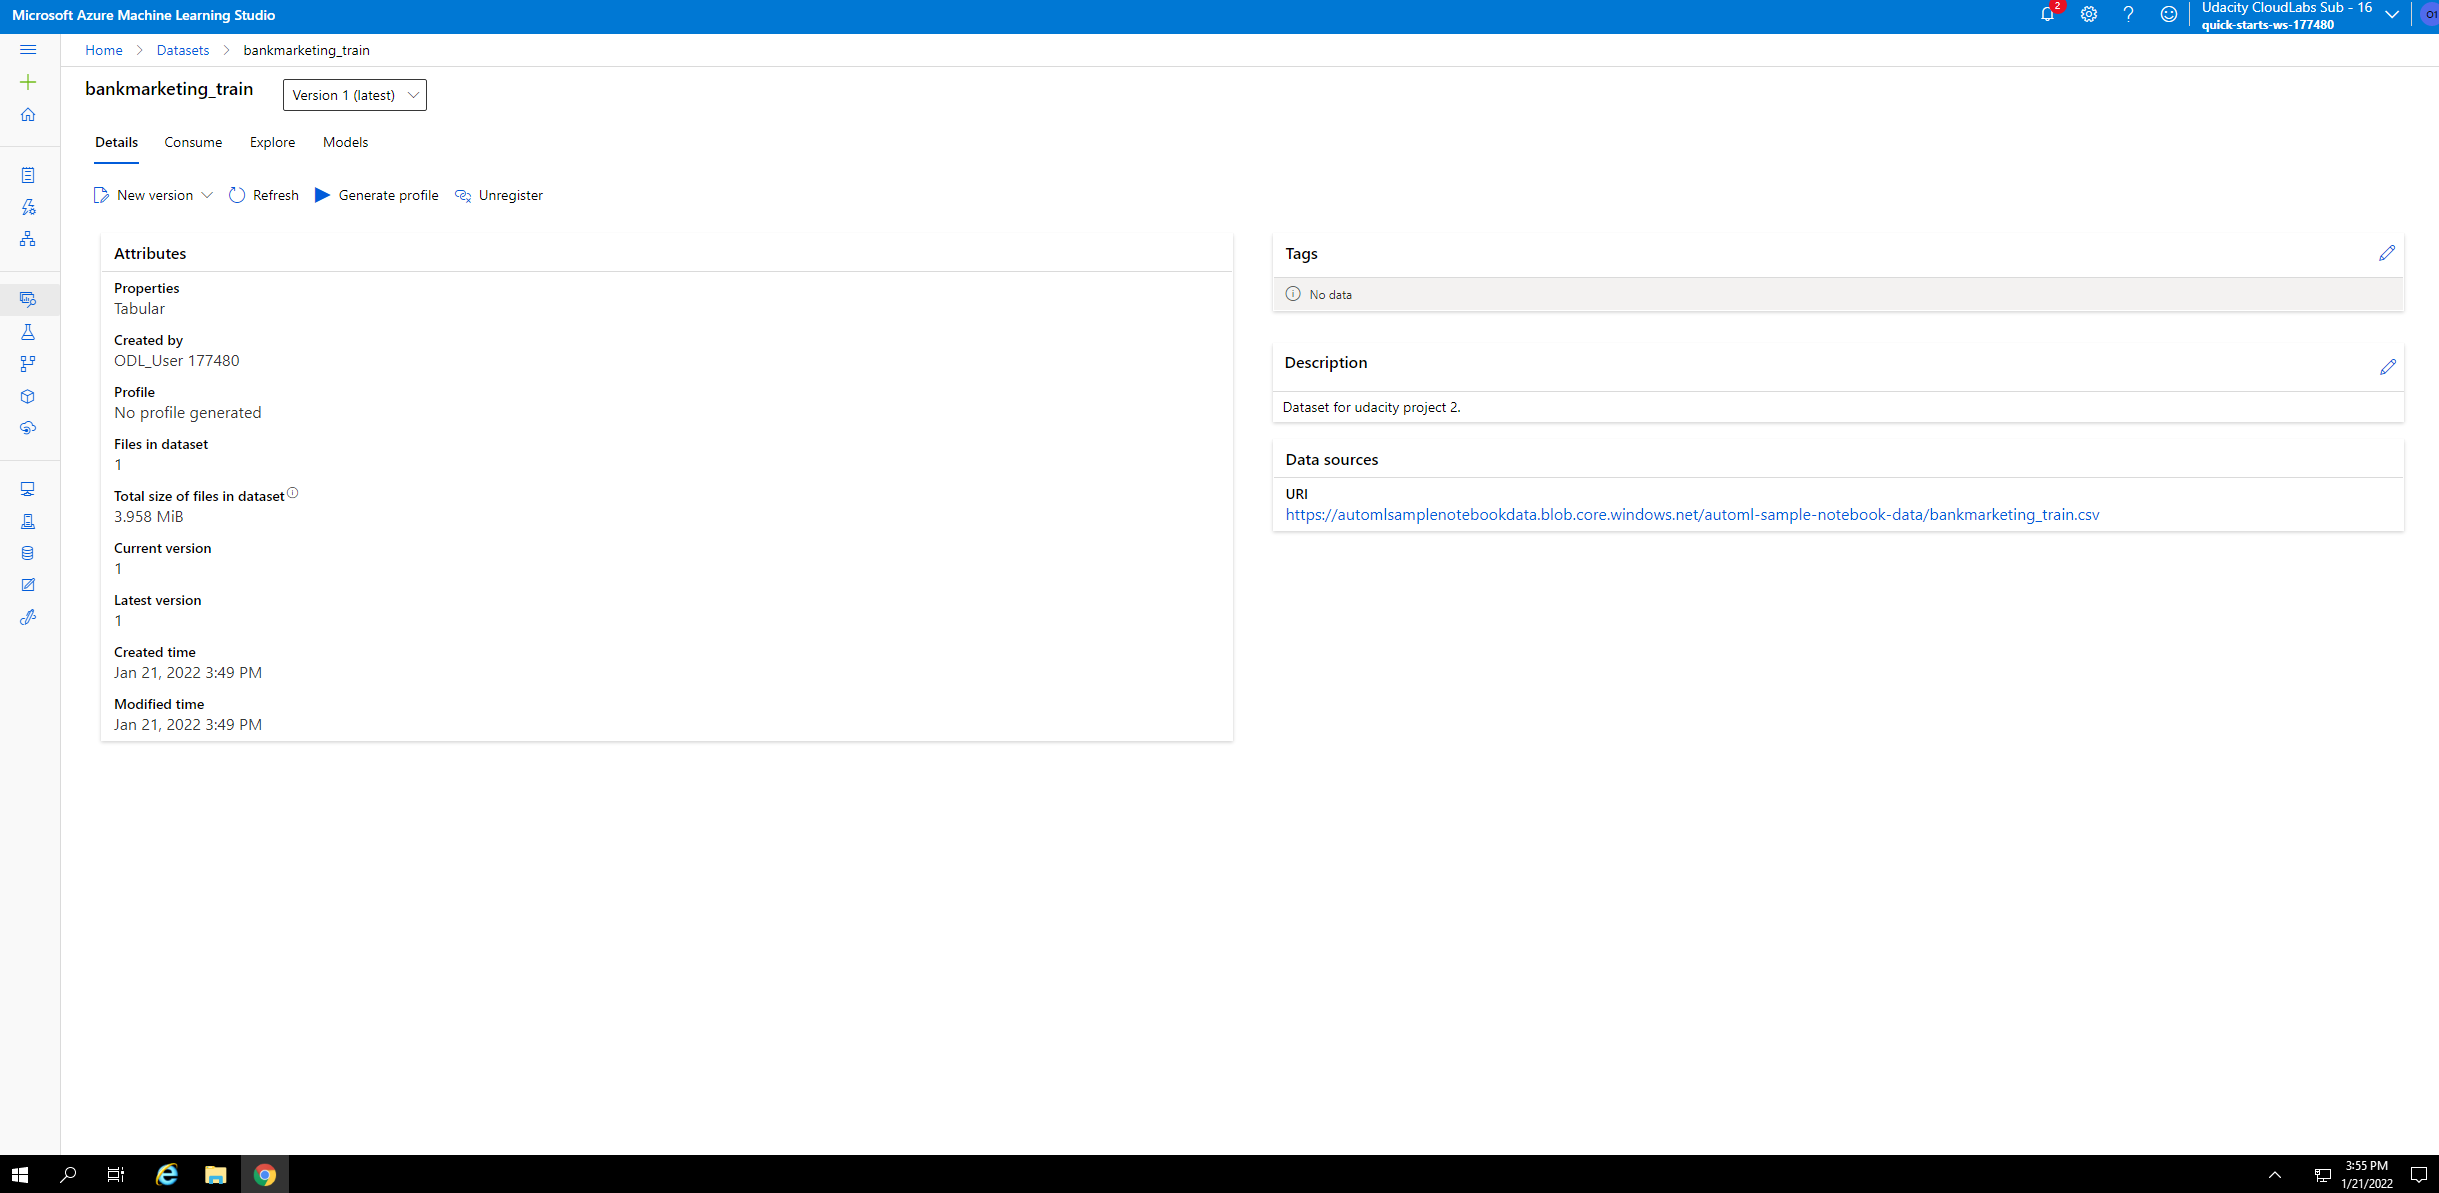 Microsoft Azure Machine Learning Studio
2
Udacity CloudLabs Sub - 16
quick-starts-ws-177480
Home > Datasets > bankmarketing_train
bankmarketing_train
Version 1 (latest)
Details Consume Explore Models
New version Refresh Generate profile Unregister
Attributes
Properties
Tabular
Created by
ODL_User 177480
Profile
No profile generated
Files in dataset
1
Total size of files in dataset
3.958 MiB
Current version
1
Latest version
1
Created time
Jan 21, 2022 3:49 PM
Modified time
Jan 21, 2022 3:49 PM
Tags
No data
Description
Dataset for udacity project 2.
Data sources
URI
https://automlsamplenotebookdata.blob.core.windows.net/automl-sample-notebook-data/bankmarketing_train.csv
3:55 PM
1/21/2022